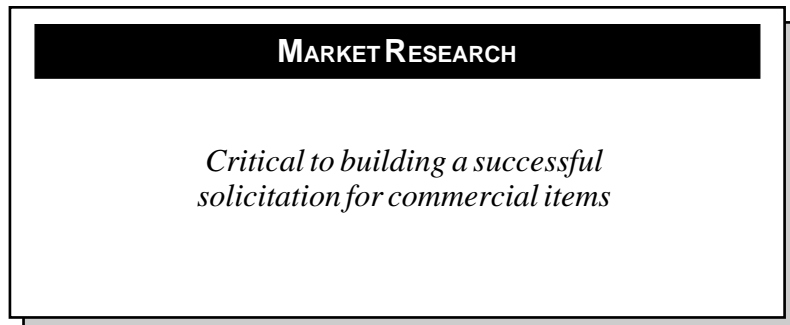 MARKET RESEARCH
Critical to building a successful
solicitation for commercial items